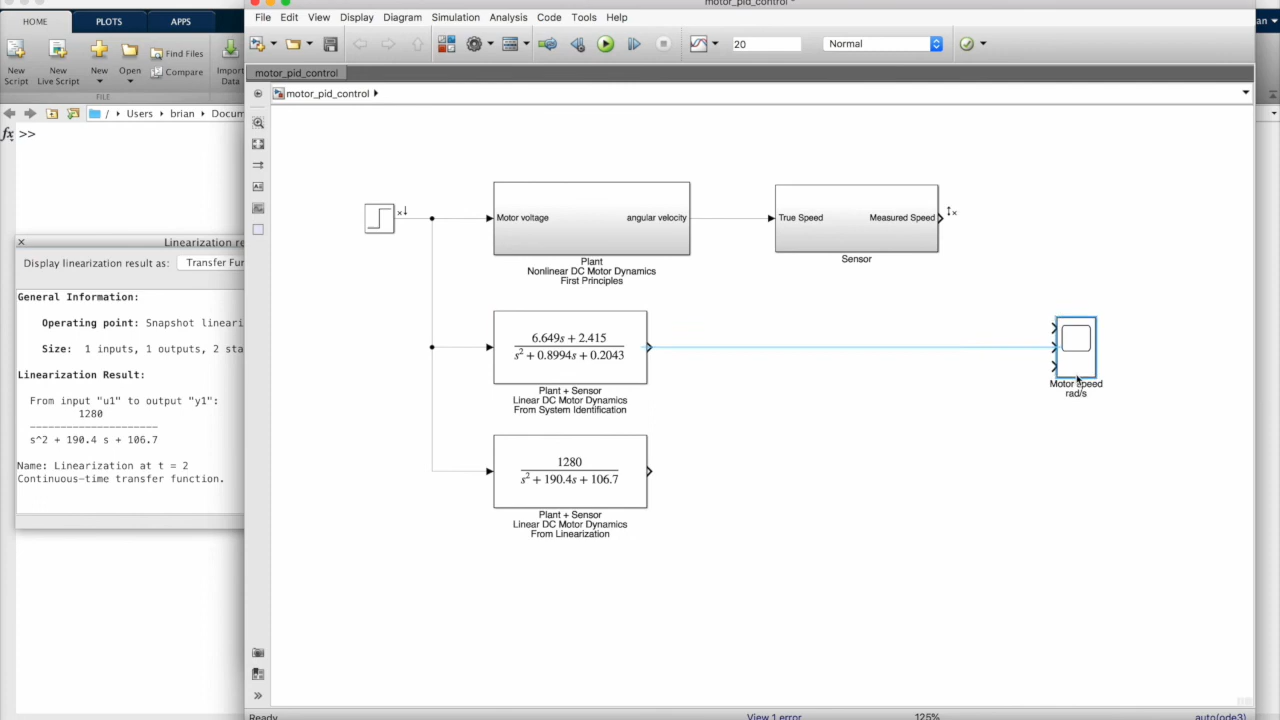 HOME PLOTS APPS
New Script
New Live Script
New
Open
Find Files
Compare
Import Data
FILE
/ Users brian Docum
fx >>
motor_pid_control
File Edit View Display Diagram Simulation Analysis Code Tools Help
20 Normal
motor_pid_control
motor_pid_control
Linearization re
Display linearization result as: Transfer Fun
General Information:
Operating point: Snapshot lineari
Size: 1 inputs, 1 outputs, 2 sta
Linearization Result:
From input "u1" to output "y1":
1280
---------------------
s^2 + 190.4 s + 106.7
Name: Linearization at t = 2
Continuous-time transfer function.
Motor voltage angular velocity
Plant
Nonlinear DC Motor Dynamics
First Principles
True Speed Measured Speed
Sensor
6.649s + 2.415
s² + 0.8994s + 0.2043
Plant + Sensor
Linear DC Motor Dynamics
From System Identification
1280
s² + 190.4s + 106.7
Plant + Sensor
Linear DC Motor Dynamics
From Linearization
Motor speed
rad/s
Ready View 1 error 125% auto(ode3)